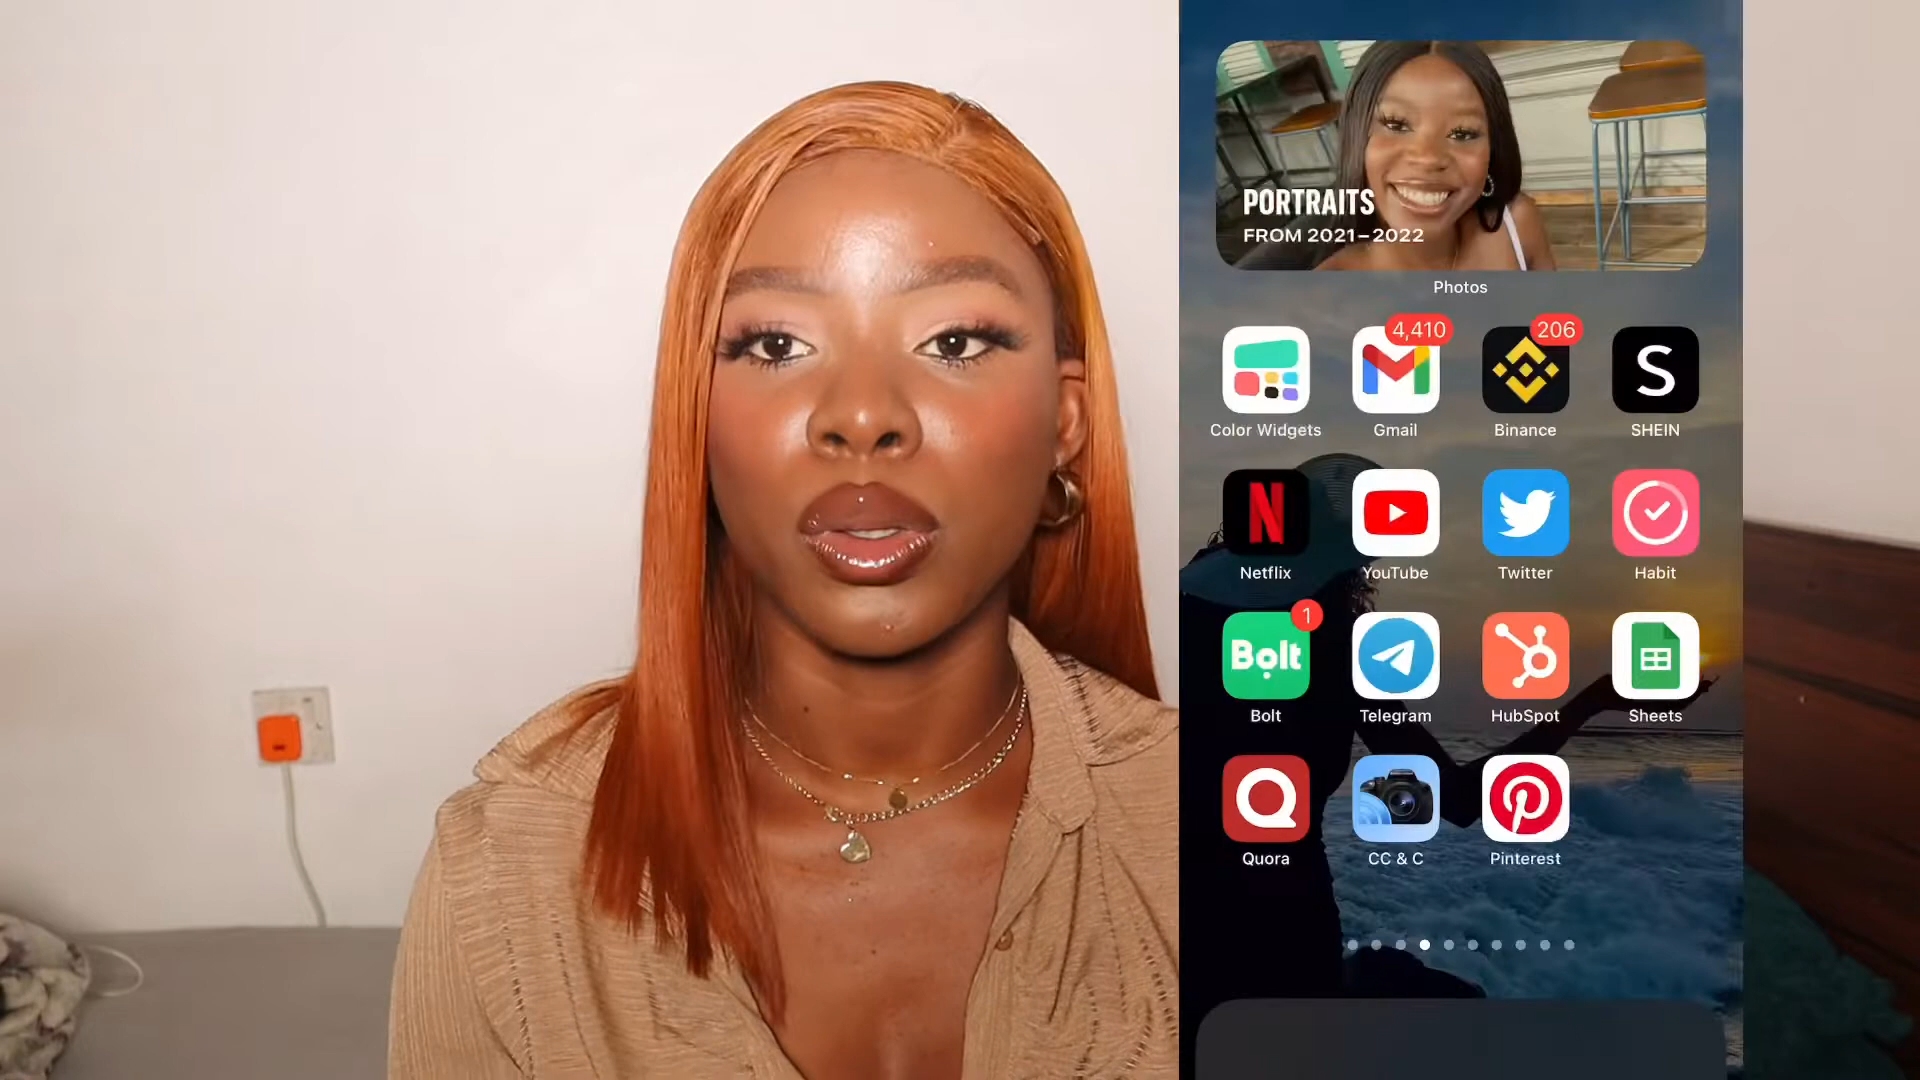 PORTRAITS
FROM 2021–2022
Photos
4,410
206
S
Color Widgets
Gmail
Binance
SHEIN
N
Netflix
YouTube
Twitter
Habit
1
Bolt
Bolt
Telegram
HubSpot
Sheets
Quora
CC & C
Pinterest